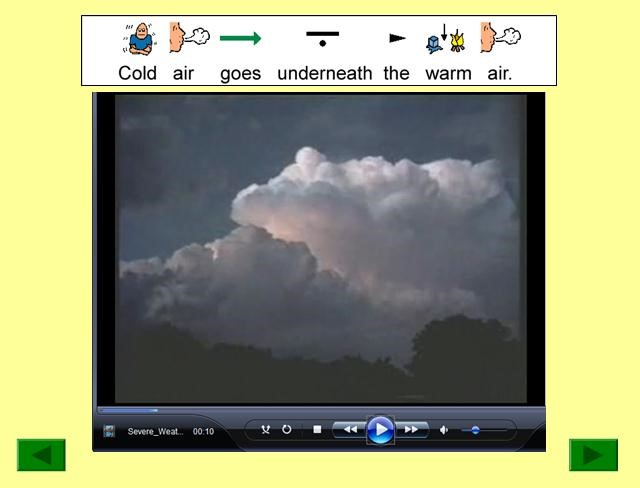 Cold air goes underneath the warm air.
Severe_Weat... 00:10